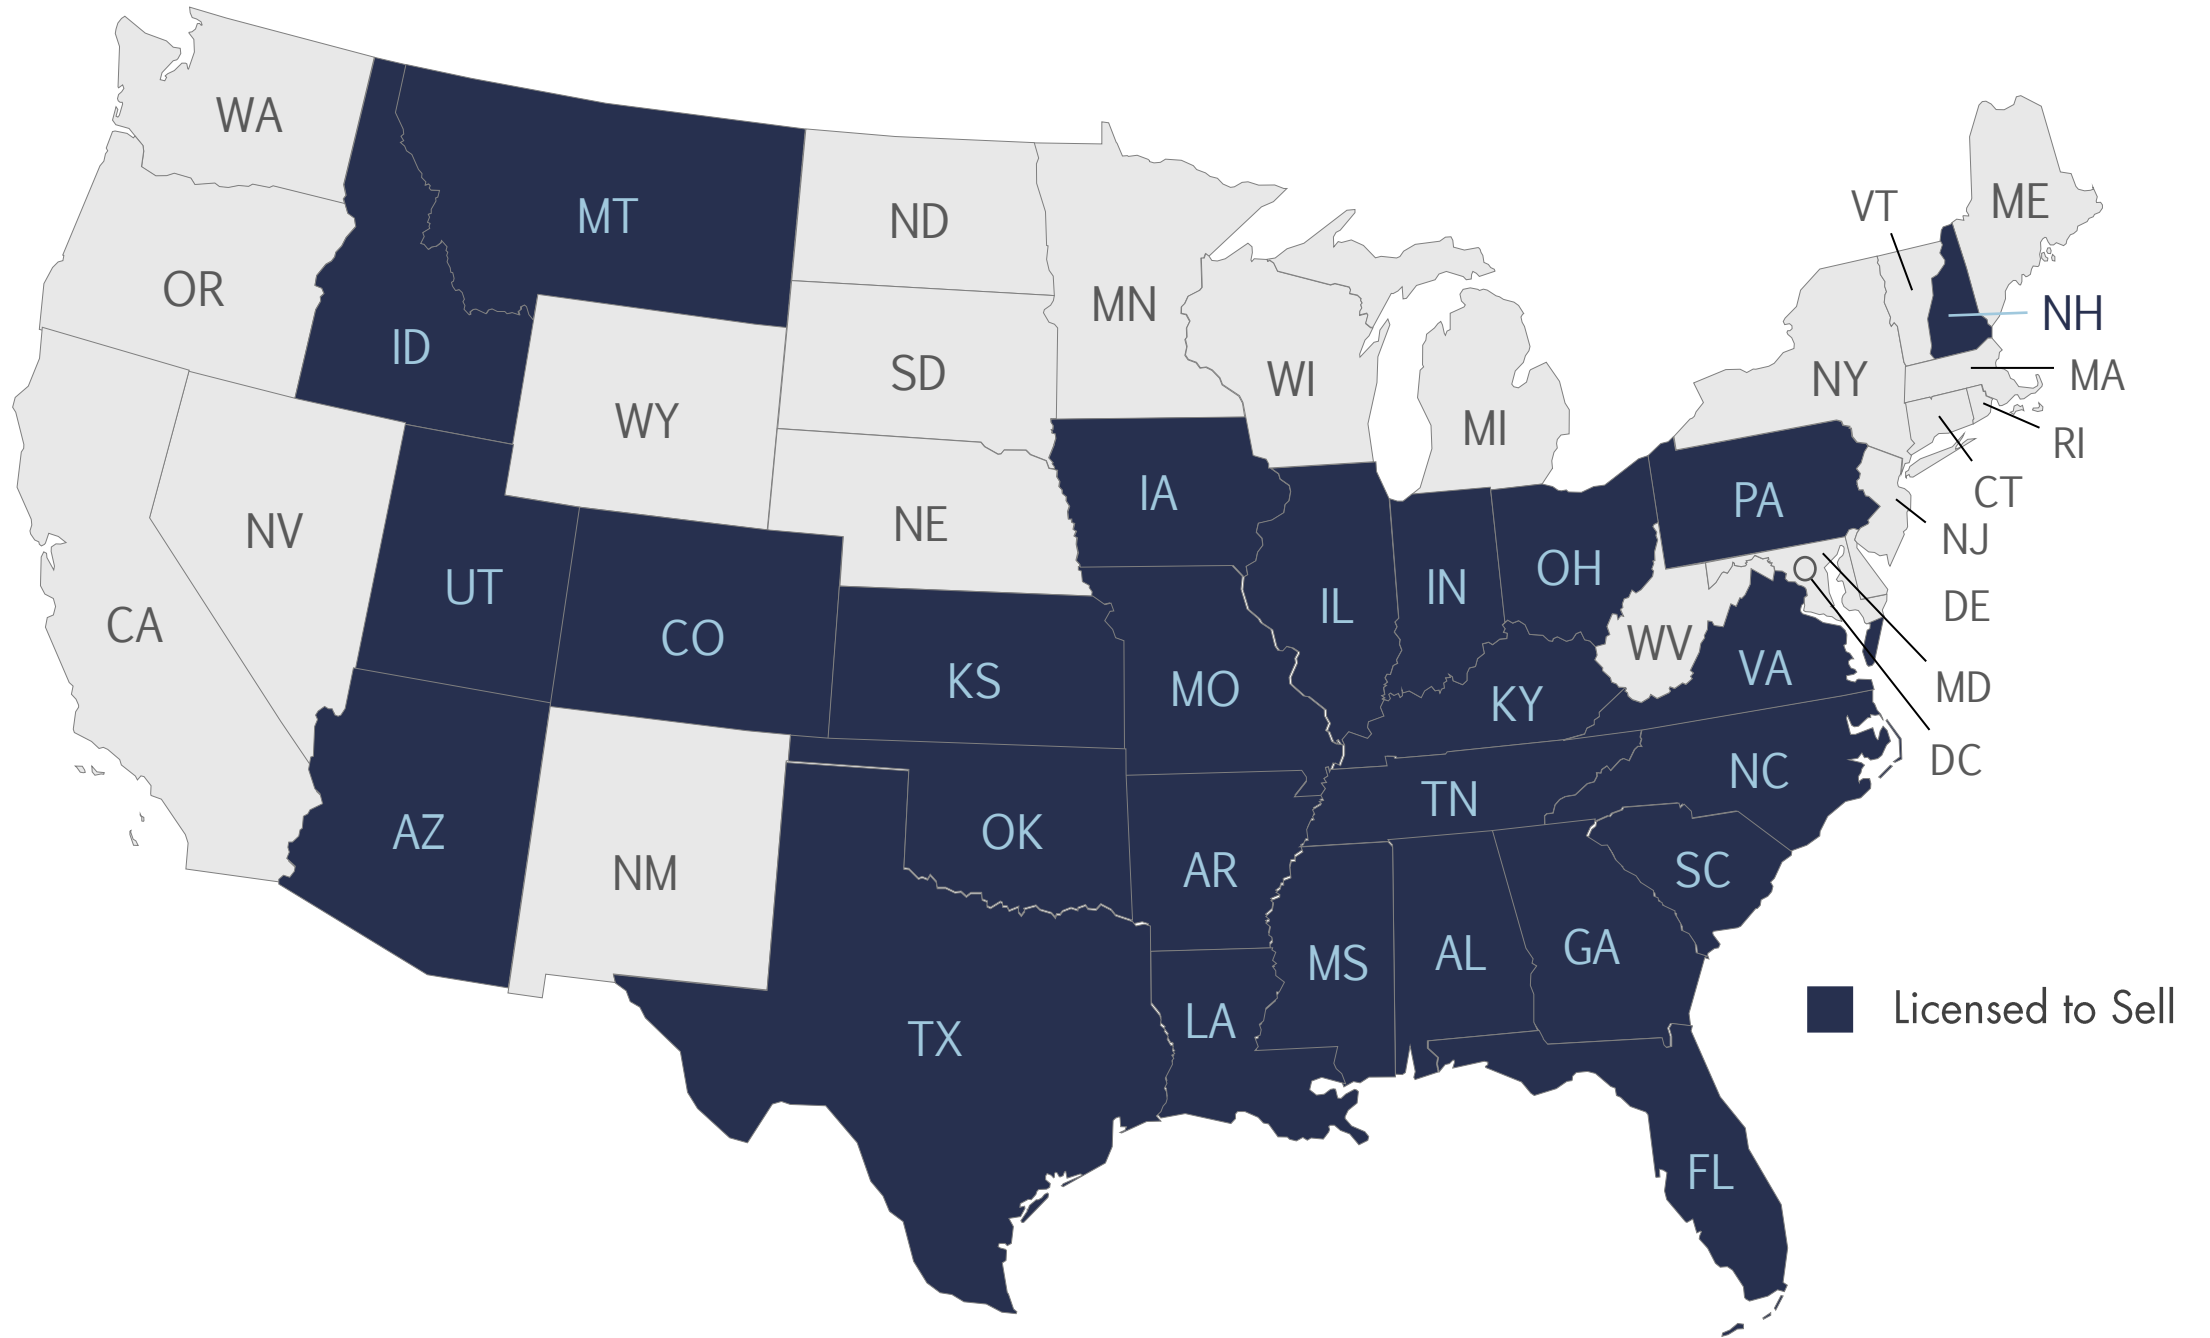 WA
MT
ND
MN
OR
ID
SD
WY
WI
MI
NY
VT
ME
NH
MA
RI
CT
NJ
DE
MD
DC
PA
NV
UT
NE
IA
CA
CO
KS
MO
IL
IN
OH
WV
VA
KY
AZ
NM
OK
AR
TN
NC
SC
TX
LA
MS
AL
GA
FL
Licensed to Sell